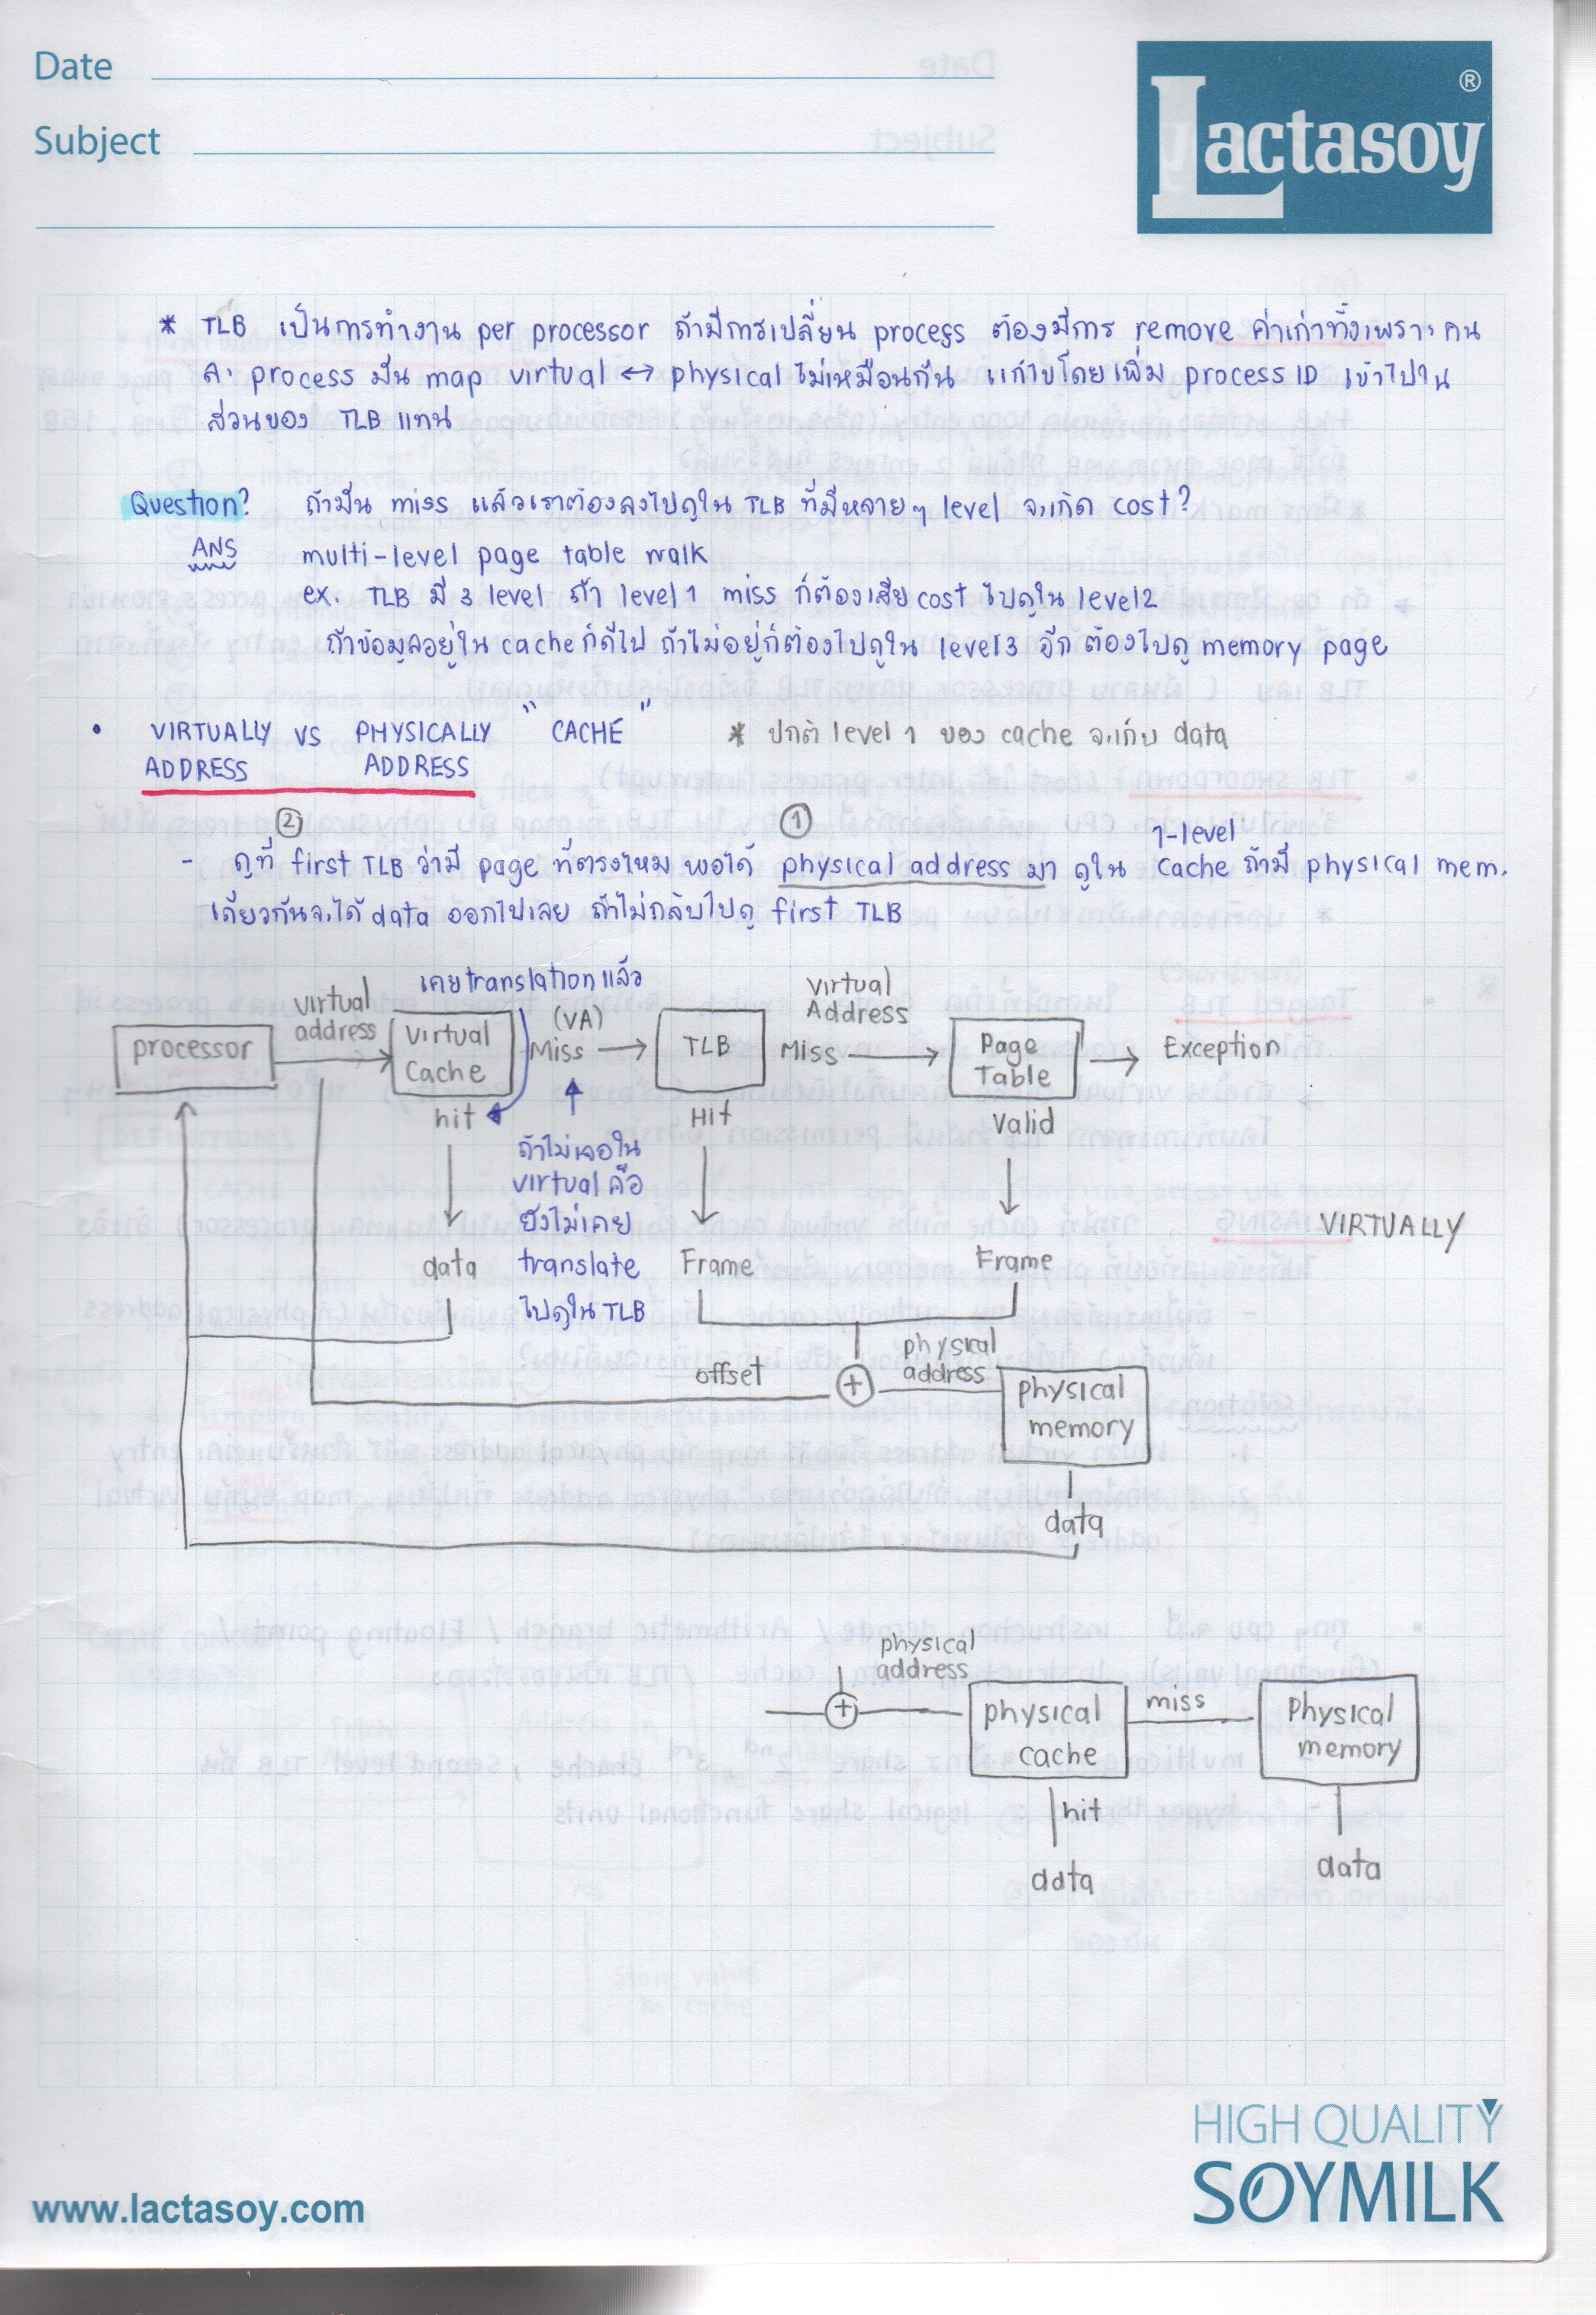 Date
Subject
Lactasoy ®
* TLB เป็นการทำงาน per processor ถ้ามีการเปลี่ยน process ต้องมีการ remove ค่าเก่าทิ้งเพราะ คน
ละ process มัน map virtual ↔ physical ไม่เหมือนกัน แก้ไขโดยเพิ่ม process ID เข้าไปใน
ส่วนของ TLB แทน
Question? ถ้ามัน miss แล้วเราต้องลงไปดูใน TLB ที่มีหลายๆ level จะเกิด cost?
ANS multi-level page table walk
ex. TLB มี 3 level ถ้า level 1 miss ก็ต้องเสีย cost ไปดูใน level2
ถ้าข้อมูลอยู่ใน cache ก็ดีไป ถ้าไม่อยู่ก็ต้องไปดูใน level3 อีก ต้องไปดู memory page
• VIRTUALLY VS PHYSICALLY " CACHE "
ADDRESS ADDRESS
* ปกติ level 1 ของ cache จะเก็บ data
② ①
1-level
- ดูที่ first TLB ว่ามี page ที่ตรงไหม พอได้ physical address มา ดูใน cache ถ้ามี physical mem.
เดียวกันจะได้ data ออกไปเลย ถ้าไม่กลับไปดู first TLB
เคย translation แล้ว
processor
virtual
address
Virtual
Cache
(VA)
Miss
TLB
Virtual
Address
Miss
Page
Table
Exception
hit
Hit
Valid
ถ้าไม่เจอใน
virtual คือ
ยังไม่เคย
translate
ไปดูใน TLB
data
Frame
Frame
VIRTUALLY
offset
+
physical
address
physical
memory
data
physical
address
+
physical
cache
miss
Physical
memory
hit
data
data
HIGH QUALITY
SOYMILK
www.lactasoy.com